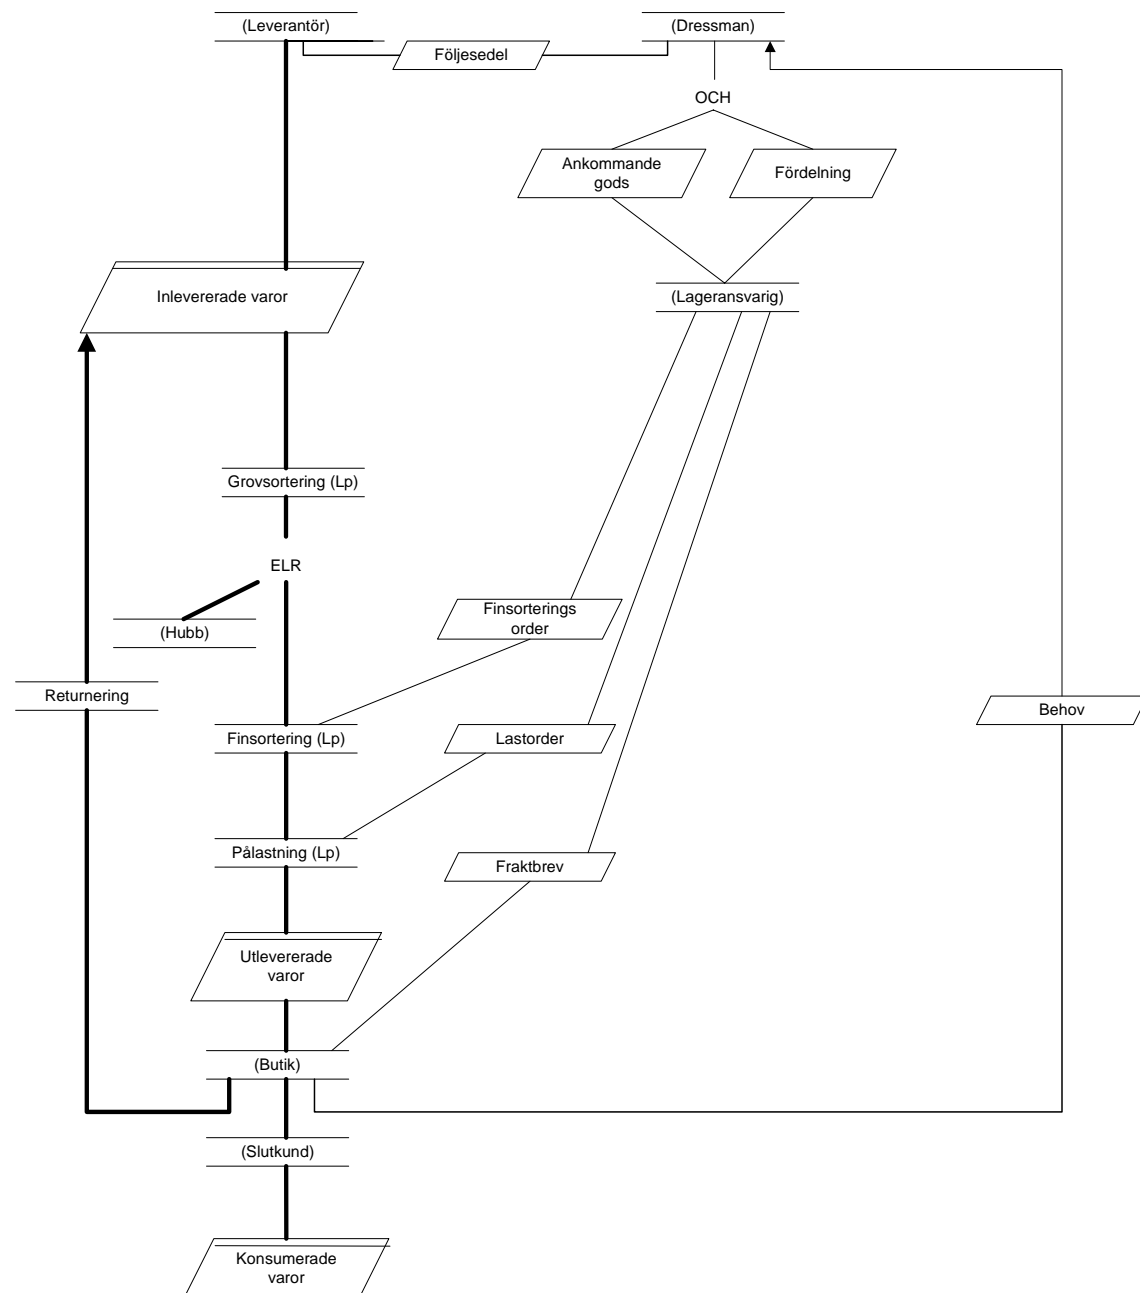 (Leverantör)
(Dressman)
Följesedel
OCH
Ankommande
gods
Fördelning
Inlevererade varor
(Lageransvarig)
Grovsortering (Lp)
ELR
Finsorterings
order
(Hubb)
Returnering
Behov
Finsortering (Lp)
Lastorder
Pålastning (Lp)
Fraktbrev
Utlevererade
varor
(Butik)
(Slutkund)
Konsumerade
varor